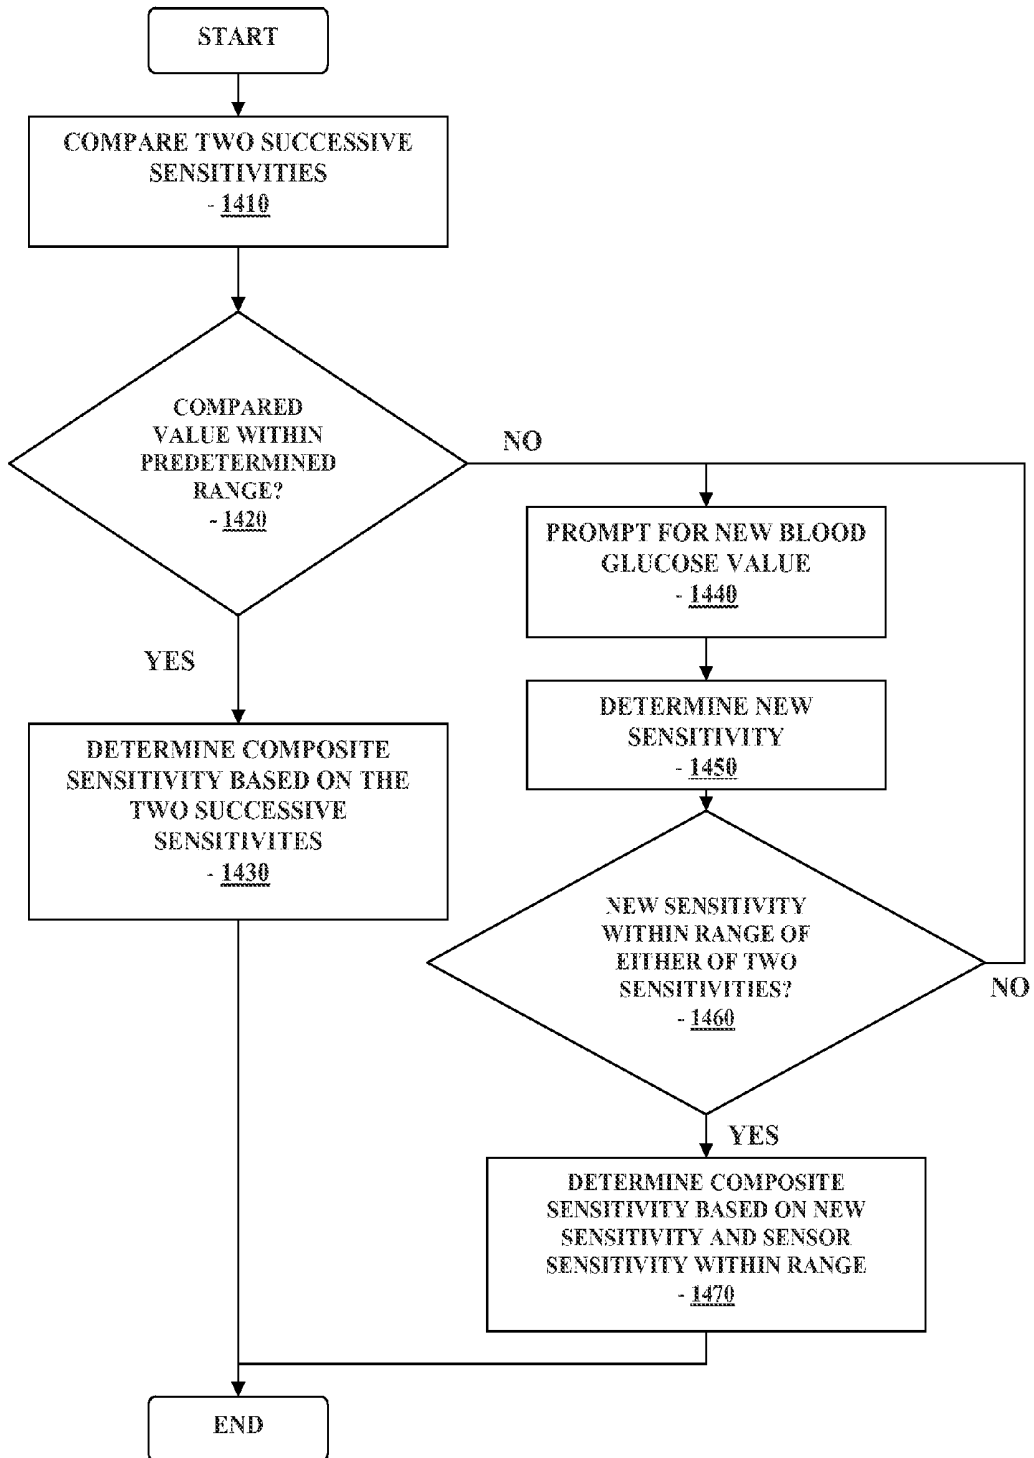 START
COMPARE TWO SUCCESSIVE
SENSITIVITIES
- 1410
COMPARED
VALUE WITHIN
PREDETERMINED
RANGE?
- 1420
NO
YES
DETERMINE COMPOSITE
SENSITIVITY BASED ON THE
TWO SUCCESSIVE
SENSITIVITES
- 1430
PROMPT FOR NEW BLOOD
GLUCOSE VALUE
- 1440
DETERMINE NEW
SENSITIVITY
- 1450
NEW SENSITIVITY
WITHIN RANGE OF
EITHER OF TWO
SENSITIVITIES?
- 1460
NO
YES
DETERMINE COMPOSITE
SENSITIVITY BASED ON NEW
SENSITIVITY AND SENSOR
SENSITIVITY WITHIN RANGE
- 1470
END